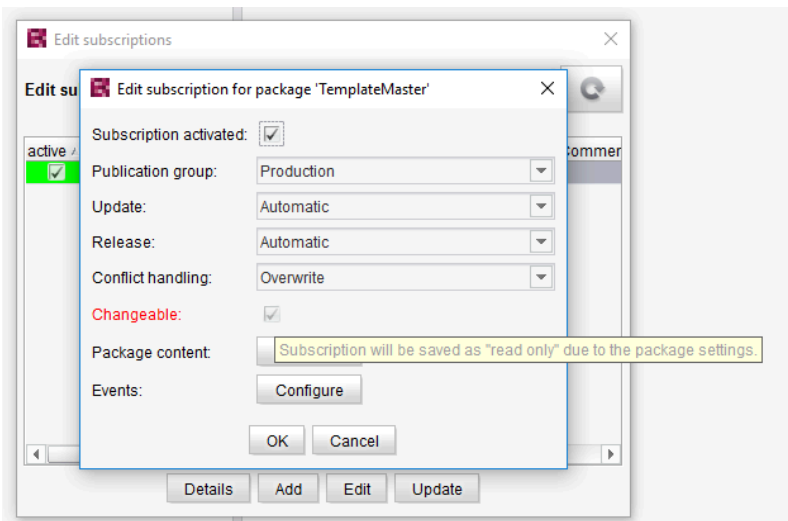 Edit subscriptions
Edit su
Edit subscription for package 'TemplateMaster'
Subscription activated:
active
Commer
Publication group: Production
Update: Automatic
Release: Automatic
Conflict handling: Overwrite
Changeable:
Subscription will be saved as "read only" due to the package settings.
Package content:
Events: Configure
OK Cancel
Details Add Edit Update